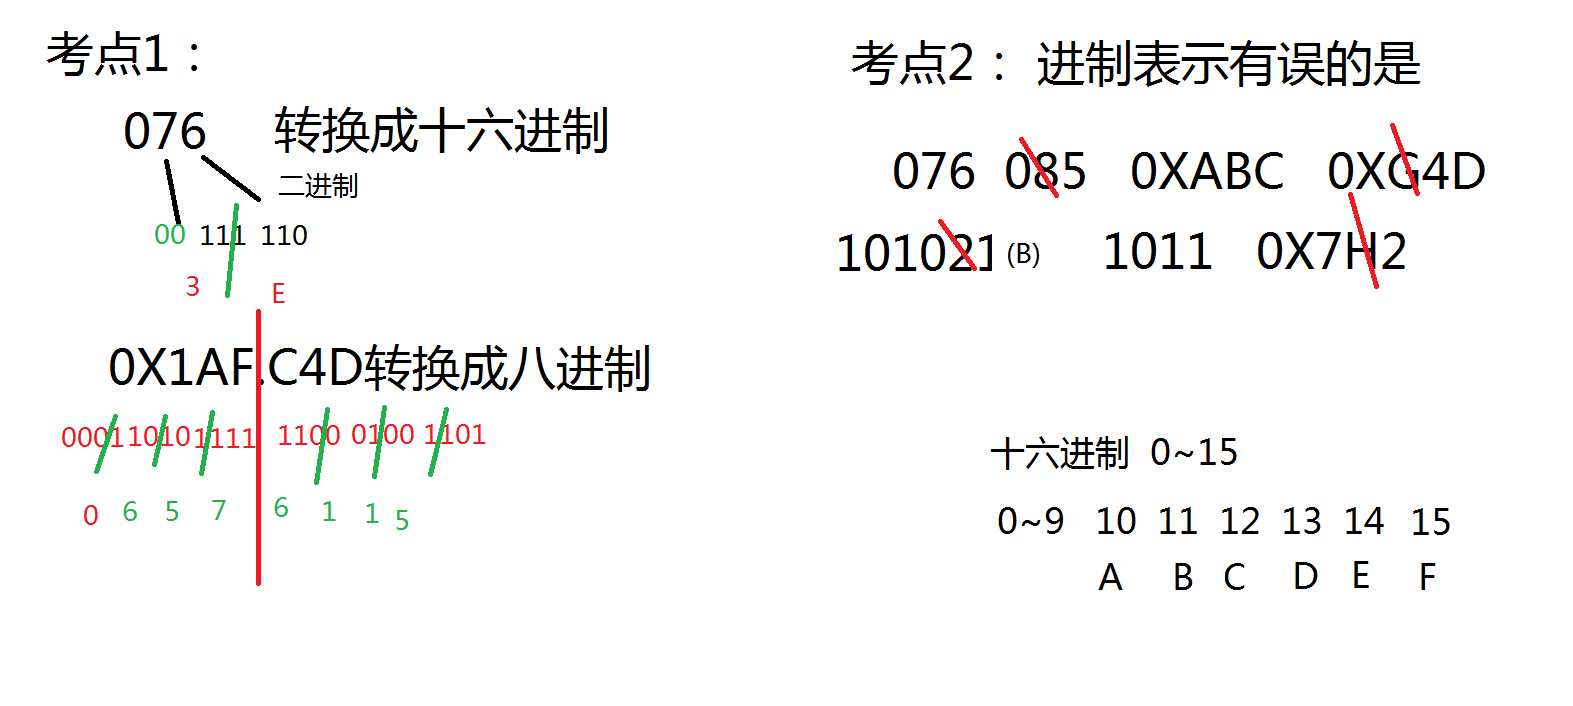 考点1：
076 转换成十六进制
二进制
00 111 110
3 E
0X1AF.C4D转换成八进制
000110101111 1100 0100 1101
0 6 5 7 6 1 1 5
考点2： 进制表示有误的是
076 085 0XABC 0XG4D
101021 (B) 1011 0X7H2
十六进制 0~15
0~9 10 11 12 13 14 15
A B C D E F